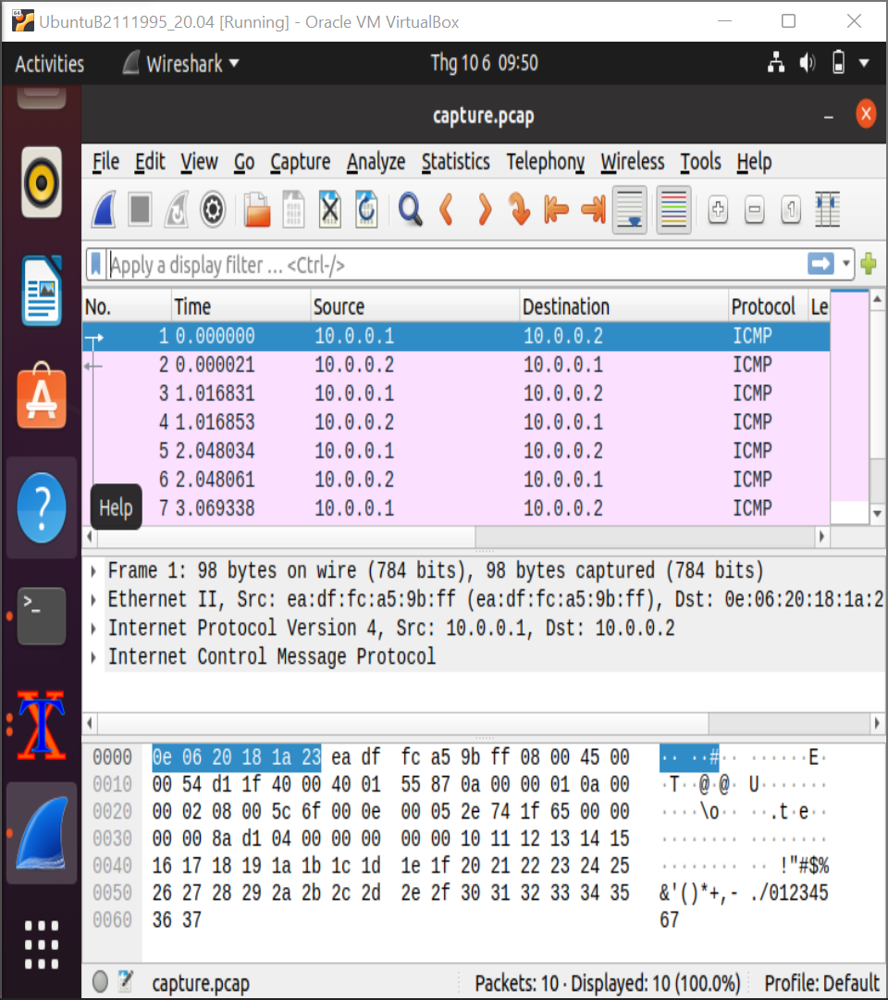 UbuntuB2111995_20.04 [Running] - Oracle VM VirtualBox
Activities Wireshark Thg 10 6 09:50
capture.pcap
File Edit View Go Capture Analyze Statistics Telephony Wireless Tools Help
Apply a display filter ... <Ctrl-/>
No. Time Source Destination Protocol Le
1 0.000000 10.0.0.1 10.0.0.2 ICMP
2 0.000021 10.0.0.2 10.0.0.1 ICMP
3 1.016831 10.0.0.1 10.0.0.2 ICMP
4 1.016853 10.0.0.2 10.0.0.1 ICMP
5 2.048034 10.0.0.1 10.0.0.2 ICMP
6 2.048061 10.0.0.2 10.0.0.1 ICMP
Help 7 3.069338 10.0.0.1 10.0.0.2 ICMP
Frame 1: 98 bytes on wire (784 bits), 98 bytes captured (784 bits)
Ethernet II, Src: ea:df:fc:a5:9b:ff (ea:df:fc:a5:9b:ff), Dst: 0e:06:20:18:1a:2
Internet Protocol Version 4, Src: 10.0.0.1, Dst: 10.0.0.2
Internet Control Message Protocol
0000 0e 06 20 18 1a 23 ea df fc a5 9b ff 08 00 45 00 ·· ··#·· ······E·
0010 00 54 d1 1f 40 00 40 01 55 87 0a 00 00 01 0a 00 ·T··@·@· U·······
0020 00 02 08 00 5c 6f 00 0e 00 05 2e 74 1f 65 00 00 ····\o·· ··.t·e··
0030 00 00 8a d1 04 00 00 00 00 00 10 11 12 13 14 15 ········ ········
0040 16 17 18 19 1a 1b 1c 1d 1e 1f 20 21 22 23 24 25 ········ ·· !"#$%
0050 26 27 28 29 2a 2b 2c 2d 2e 2f 30 31 32 33 34 35 &'()*+,- ./012345
0060 36 37 67
capture.pcap Packets: 10 · Displayed: 10 (100.0%) Profile: Default